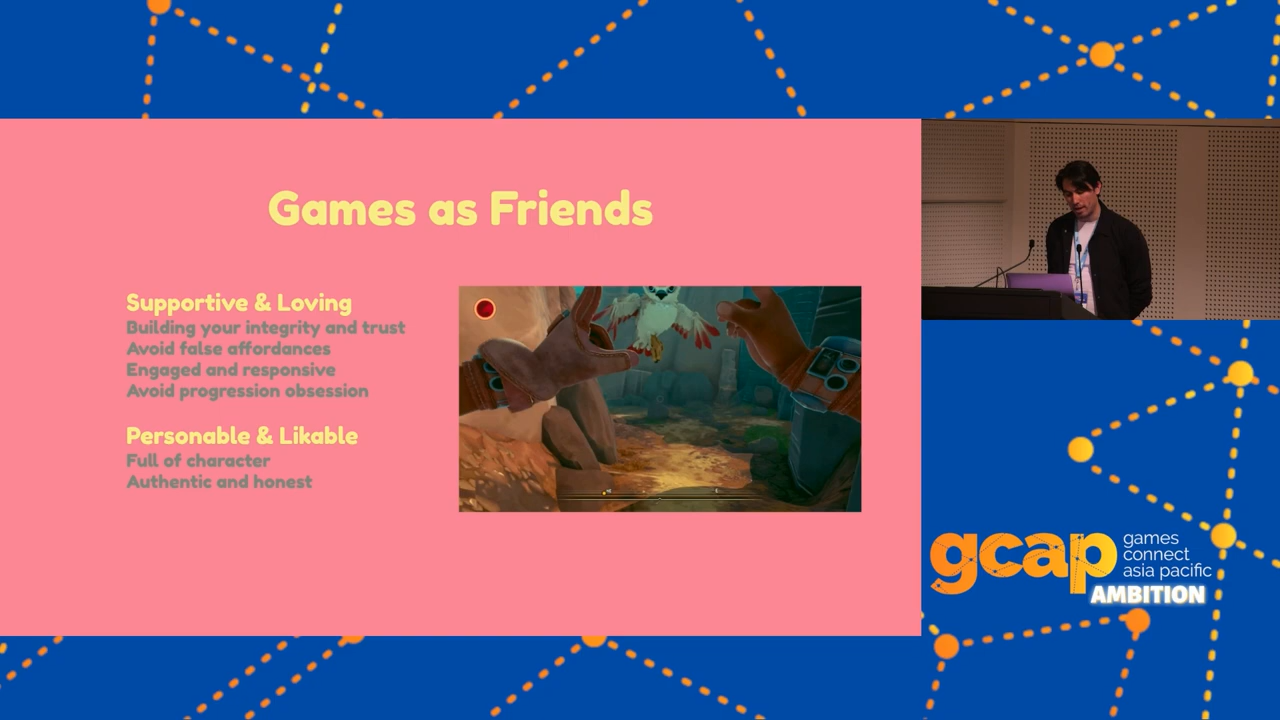 Games as Friends
Supportive & Loving
Building your integrity and trust
Avoid false affordances
Engaged and responsive
Avoid progression obsession
Personable & Likable
Full of character
Authentic and honest
gcap
games
connect
asia pacific
AMBITION